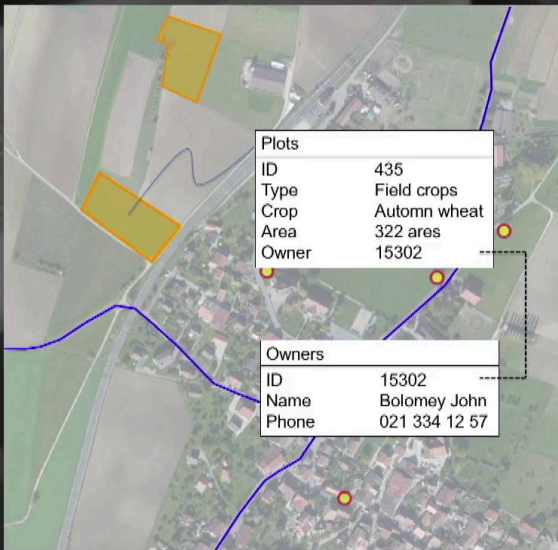 Plots
ID 435
Type Field crops
Crop Automn wheat
Area 322 ares
Owner 15302
Owners
ID 15302
Name Bolomey John
Phone 021 334 12 57